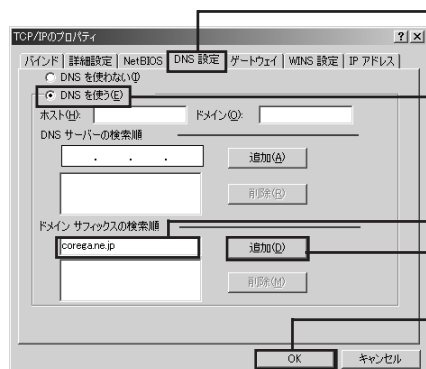 TCP/IPのプロパティ ? ×
バインド 詳細設定 NetBIOS DNS 設定 ゲートウェイ WINS 設定 IP アドレス
DNS を使わない(I)
DNS を使う(E)
ホスト(H): ドメイン(O):
DNS サーバーの検索順
. . . 追加(A)
削除(R)
ドメイン サフィックスの検索順
corega.ne.jp 追加(D)
削除(M)
OK キャンセル